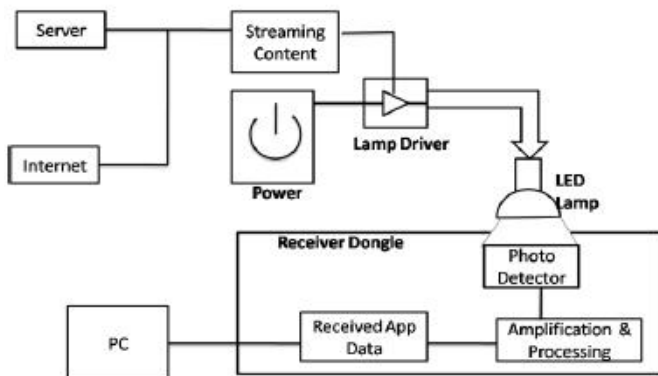 Server
Streaming
Content
Lamp Driver
Internet
Power
LED
Lamp
Receiver Dongle
Photo
Detector
PC
Received App
Data
Amplification &
Processing